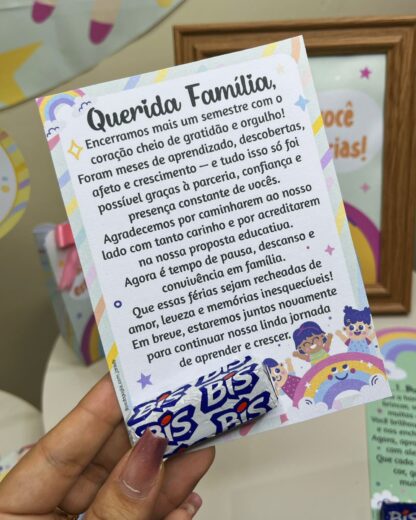 Querida Família,
Encerramos mais um semestre com o
coração cheio de gratidão e orgulho!
Foram meses de aprendizado, descobertas,
afeto e crescimento — e tudo isso só foi
possível graças à parceria, confiança e
presença constante de vocês.
Agradecemos por caminharem ao nosso
lado com tanto carinho e por acreditarem
na nossa proposta educativa.
Agora é tempo de pausa, descanso e
convivência em família.
Que essas férias sejam recheadas de
amor, leveza e memórias inesquecíveis!
Em breve, estaremos juntos novamente
para continuar nossa linda jornada
de aprender e crescer.
BIS BIS
BIS BIS
BIS
você
BIS